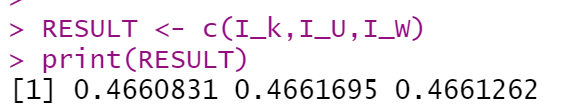 >
> RESULT <- c(I_k,I_U,I_W)
> print(RESULT)
[1] 0.4660831 0.4661695 0.4661262